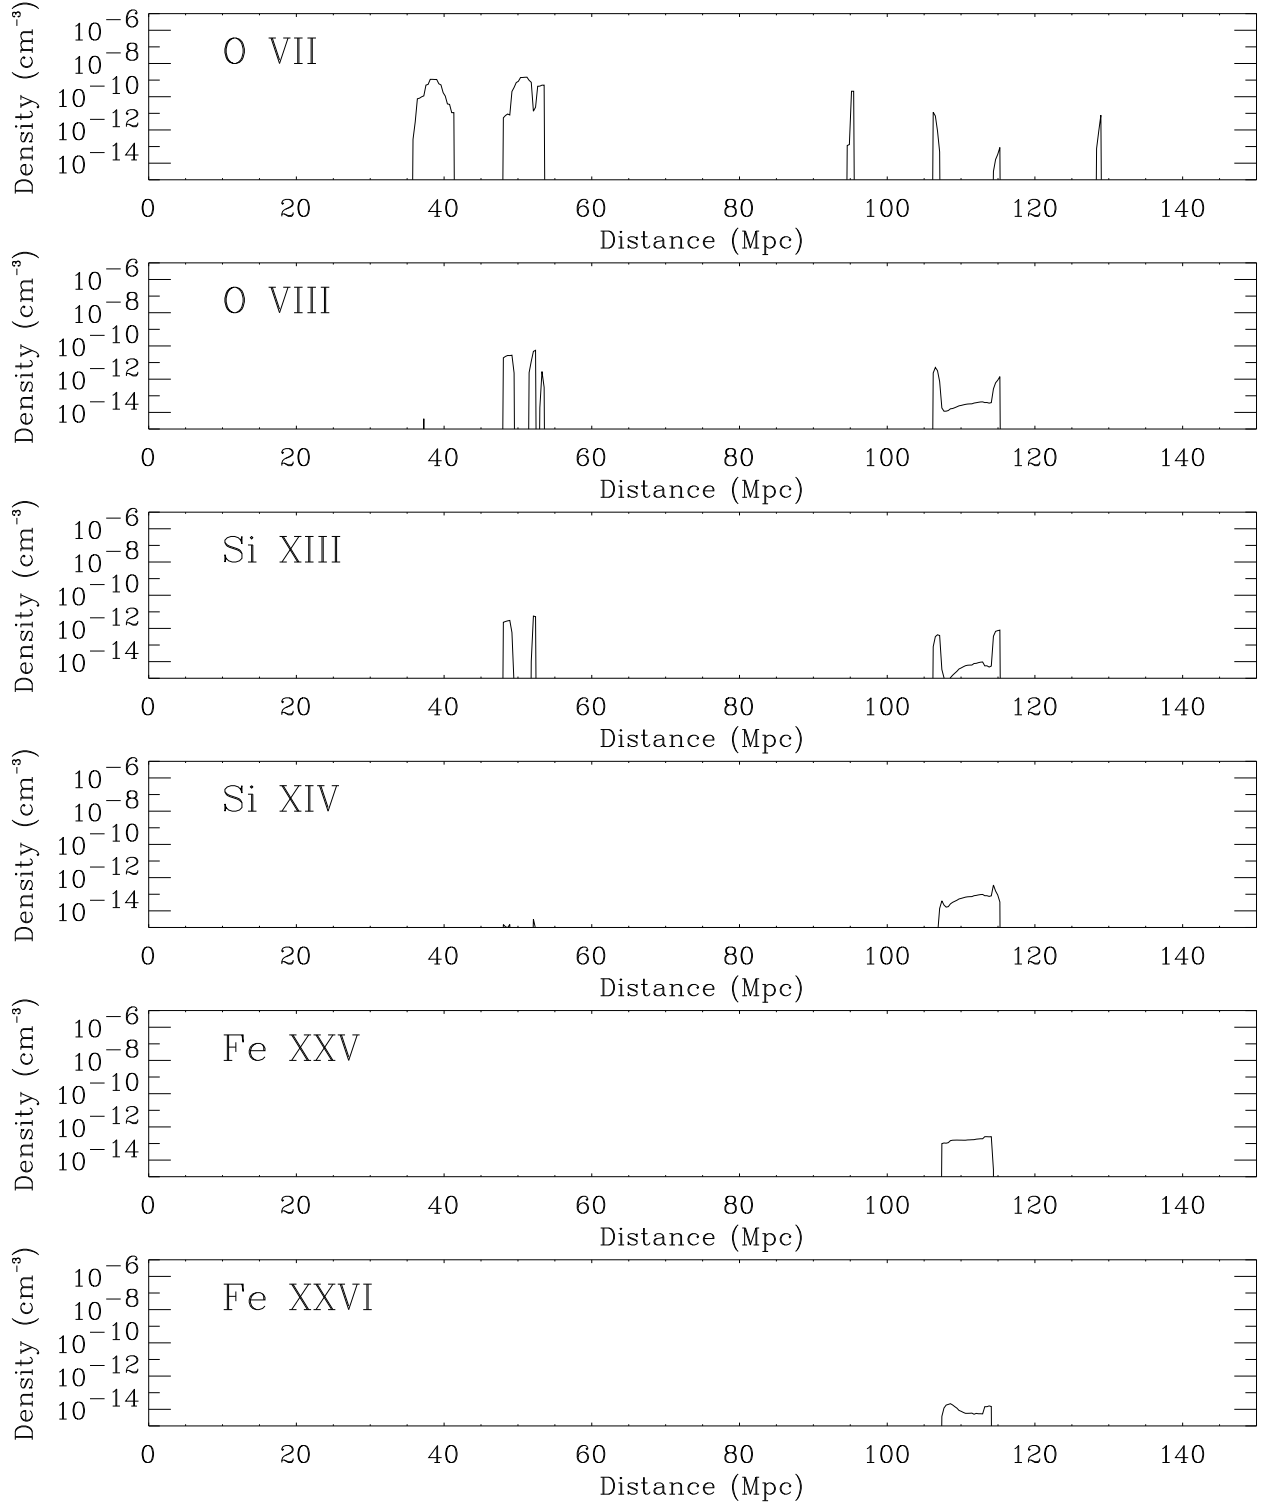 Density (cm⁻³)
10⁻⁶
10⁻⁸
10⁻¹⁰
10⁻¹²
10⁻¹⁴
O VII
0 20 40 60 80 100 120 140
Distance (Mpc)
Density (cm⁻³)
10⁻⁶
10⁻⁸
10⁻¹⁰
10⁻¹²
10⁻¹⁴
O VIII
0 20 40 60 80 100 120 140
Distance (Mpc)
Density (cm⁻³)
10⁻⁶
10⁻⁸
10⁻¹⁰
10⁻¹²
10⁻¹⁴
Si XIII
0 20 40 60 80 100 120 140
Distance (Mpc)
Density (cm⁻³)
10⁻⁶
10⁻⁸
10⁻¹⁰
10⁻¹²
10⁻¹⁴
Si XIV
0 20 40 60 80 100 120 140
Distance (Mpc)
Density (cm⁻³)
10⁻⁶
10⁻⁸
10⁻¹⁰
10⁻¹²
10⁻¹⁴
Fe XXV
0 20 40 60 80 100 120 140
Distance (Mpc)
Density (cm⁻³)
10⁻⁶
10⁻⁸
10⁻¹⁰
10⁻¹²
10⁻¹⁴
Fe XXVI
0 20 40 60 80 100 120 140
Distance (Mpc)